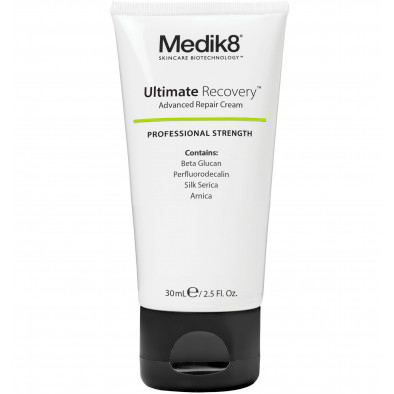 Medik8®
SKINCARE BIOTECHNOLOGY™
Ultimate Recovery™
Advanced Repair Cream
PROFESSIONAL STRENGTH
Contains:
Beta Glucan
Perfluorodecalin
Silk Serica
Arnica
30mL℮/ 2.5 Fl. Oz.